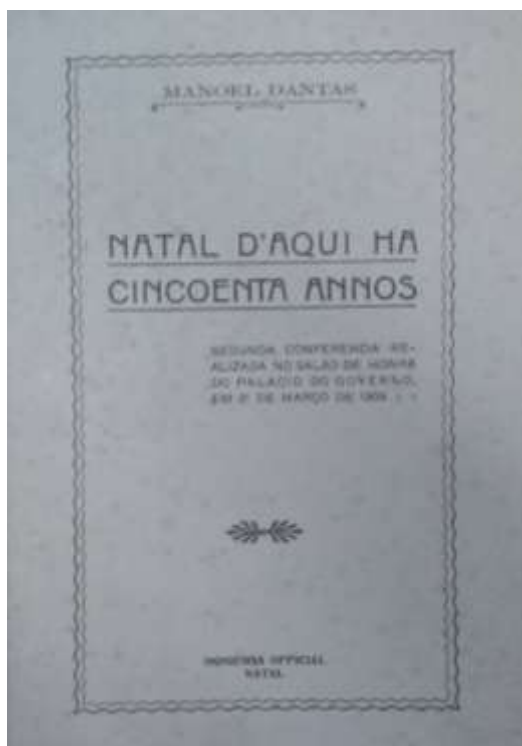 MANOEL DANTAS
NATAL D'AQUI HA
CINCOENTA ANNOS
SEGUNDA CONFERENCIA RE-
ALIZADA NO SALÃO DE HONRA
DO PALACIO DO GOVERNO,
EM 21 DE MARÇO DE 1909
IMPRENSA OFFICIAL
NATAL